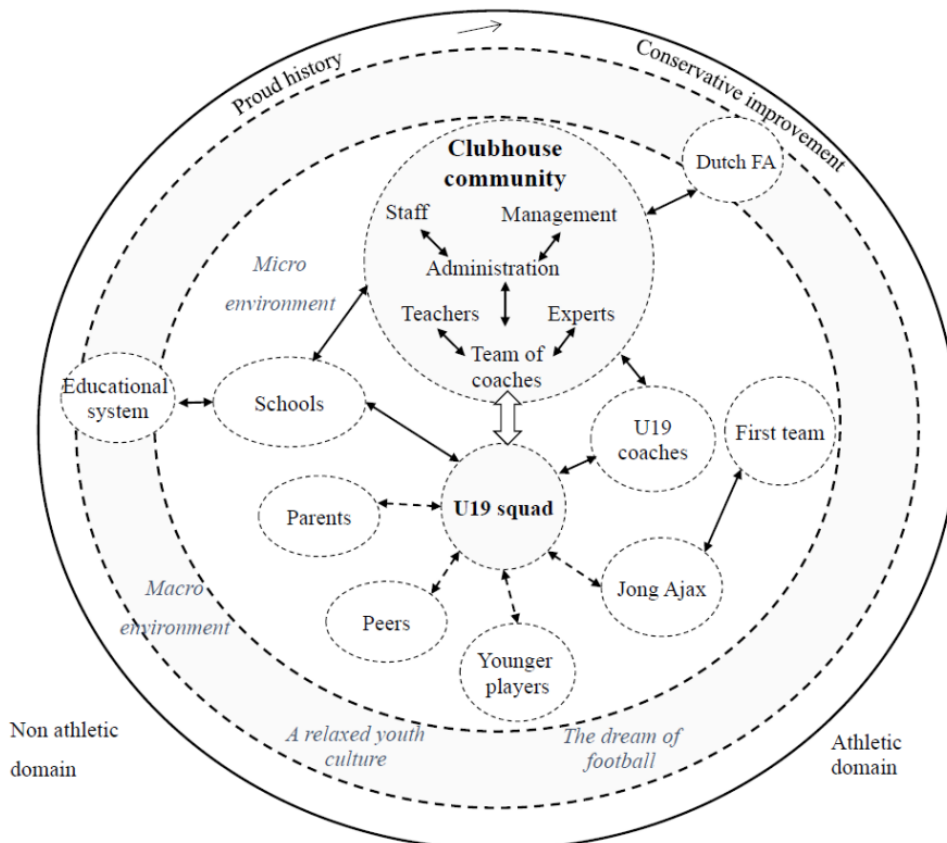 Proud history
Conservative improvement
Clubhouse
community
Dutch FA
Staff
Management
Micro
environment
Administration
Teachers
Experts
Team of
coaches
Educational
system
Schools
U19
coaches
First team
Parents
U19 squad
Macro
environment
Peers
Jong Ajax
Younger
players
Non athletic
domain
A relaxed youth
culture
The dream of
football
Athletic
domain